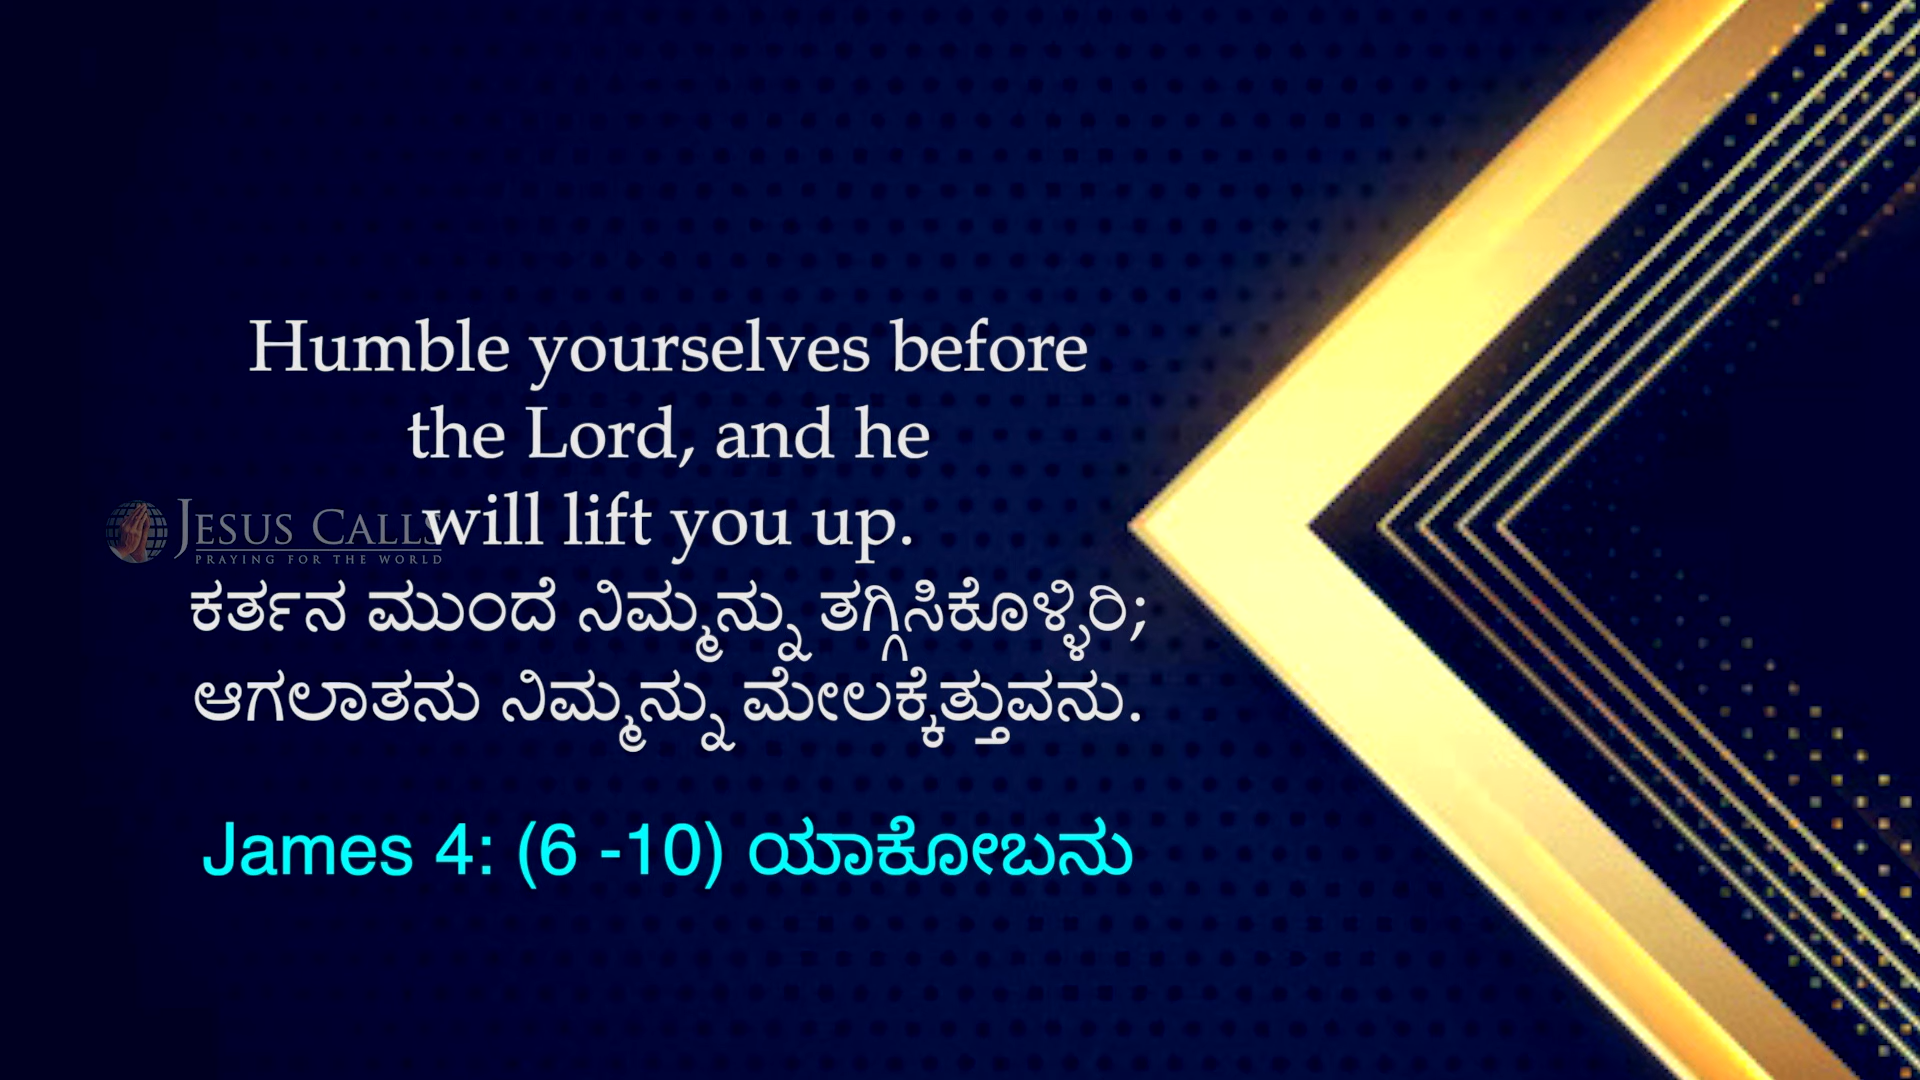 Humble yourselves before
the Lord, and he
will lift you up.
JESUS CALLS
PRAYING FOR THE WORLD
ಕರ್ತನ ಮುಂದೆ ನಿಮ್ಮನ್ನು ತಗ್ಗಿಸಿಕೊಳ್ಳಿರಿ;
ಆಗಲಾತನು ನಿಮ್ಮನ್ನು ಮೇಲಕ್ಕೆತ್ತುವನು.
James 4: (6 -10) ಯಾಕೋಬನು